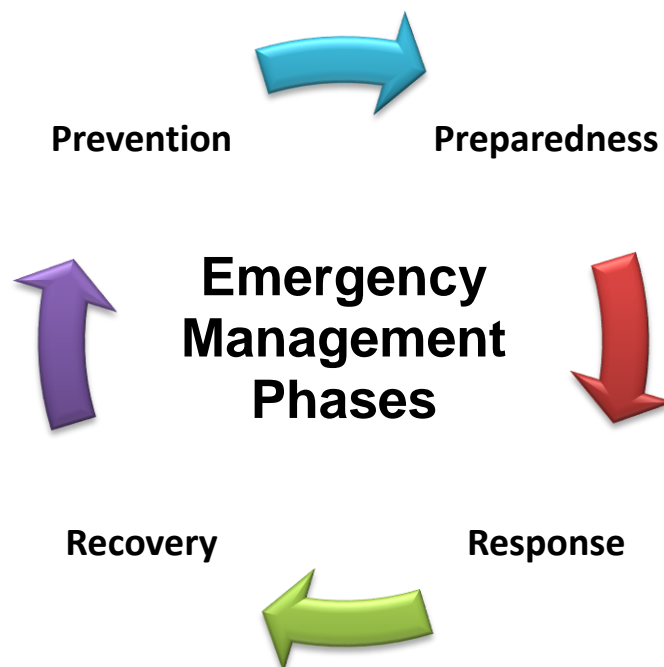 Prevention
Preparedness
Emergency
Management
Phases
Recovery
Response